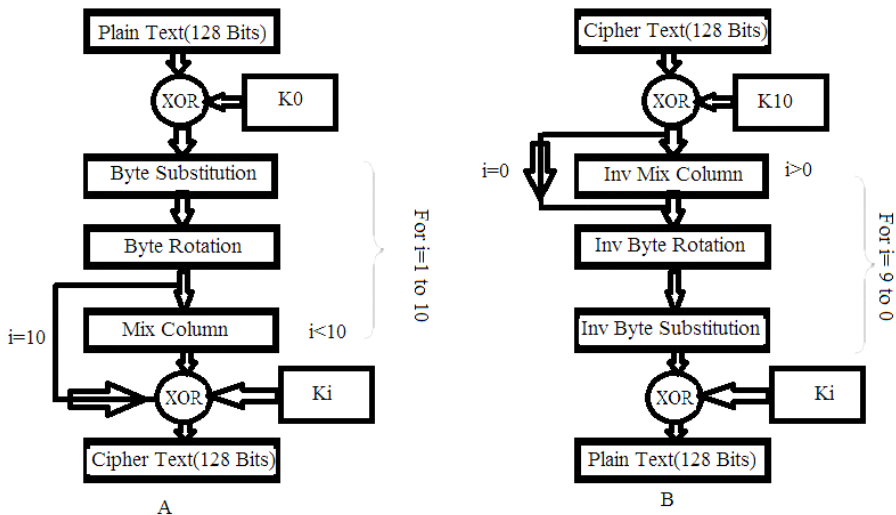 Plain Text(128 Bits)
XOR
K0
Byte Substitution
Byte Rotation
Mix Column
i<10
i=10
For i=1 to 10
XOR
Ki
Cipher Text(128 Bits)
A
Cipher Text(128 Bits)
XOR
K10
i=0
Inv Mix Column
i>0
Inv Byte Rotation
Inv Byte Substitution
For i= 9 to 0
XOR
Ki
Plain Text(128 Bits)
B